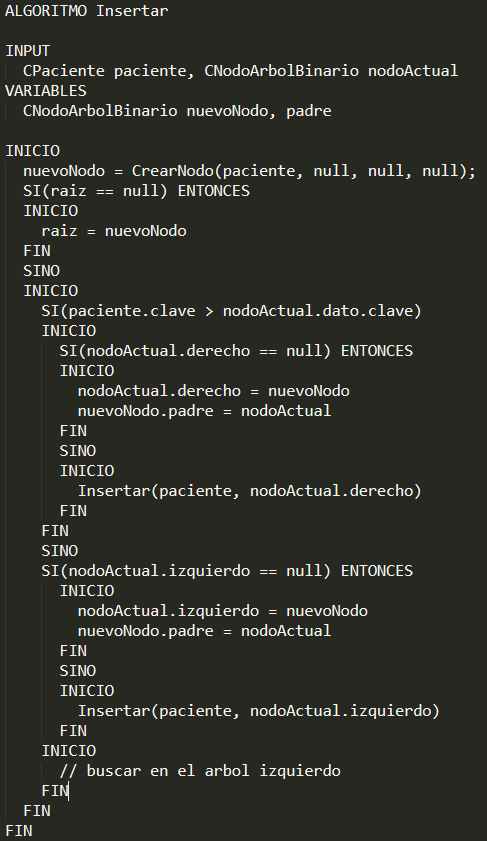 ALGORITMO Insertar

INPUT
  CPaciente paciente, CNodoArbolBinario nodoActual
VARIABLES
  CNodoArbolBinario nuevoNodo, padre

INICIO
  nuevoNodo = CrearNodo(paciente, null, null, null);
  SI(raiz == null) ENTONCES
  INICIO
    raiz = nuevoNodo
  FIN
  SINO
  INICIO
    SI(paciente.clave > nodoActual.dato.clave)
    INICIO
      SI(nodoActual.derecho == null) ENTONCES
      INICIO
        nodoActual.derecho = nuevoNodo
        nuevoNodo.padre = nodoActual
      FIN
      SINO
      INICIO
        Insertar(paciente, nodoActual.derecho)
      FIN
    FIN
    SINO
    SI(nodoActual.izquierdo == null) ENTONCES
      INICIO
        nodoActual.izquierdo = nuevoNodo
        nuevoNodo.padre = nodoActual
      FIN
      SINO
      INICIO
        Insertar(paciente, nodoActual.izquierdo)
      FIN
    INICIO
      // buscar en el arbol izquierdo
    FIN
  FIN
FIN